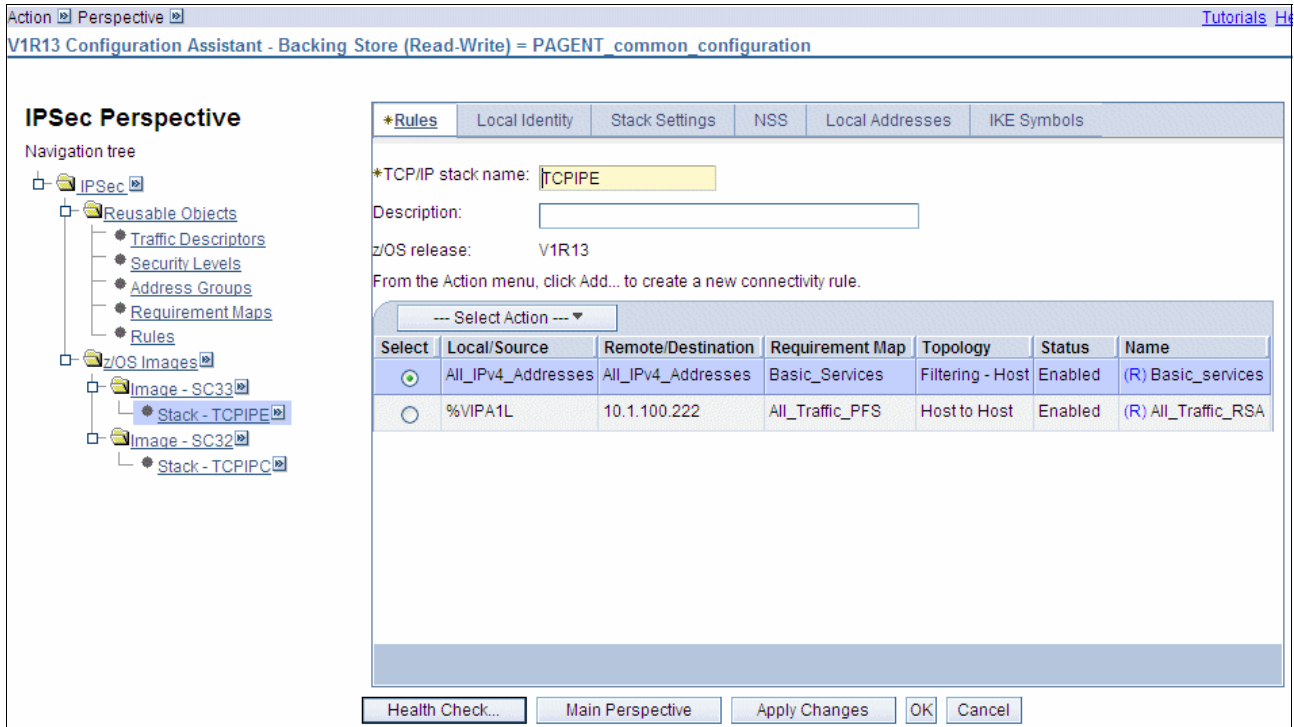 Action Perspective Tutorials
V1R13 Configuration Assistant - Backing Store (Read-Write) = PAGENT_common_configuration
IPSec Perspective
Navigation tree
IPSec
Reusable Objects
Traffic Descriptors
Security Levels
Address Groups
Requirement Maps
Rules
z/OS Images
Image - SC33
Stack - TCPIPE
Image - SC32
Stack - TCPIPC
*Rules Local Identity Stack Settings NSS Local Addresses IKE Symbols
*TCP/IP stack name: TCPIPE
Description:
z/OS release: V1R13
From the Action menu, click Add... to create a new connectivity rule.
--- Select Action ---
Select Local/Source Remote/Destination Requirement Map Topology Status Name
All_IPv4_Addresses All_IPv4_Addresses Basic_Services Filtering - Host Enabled (R) Basic_services
%VIPA1L 10.1.100.222 All_Traffic_PFS Host to Host Enabled (R) All_Traffic_RSA
Health Check... Main Perspective Apply Changes OK Cancel